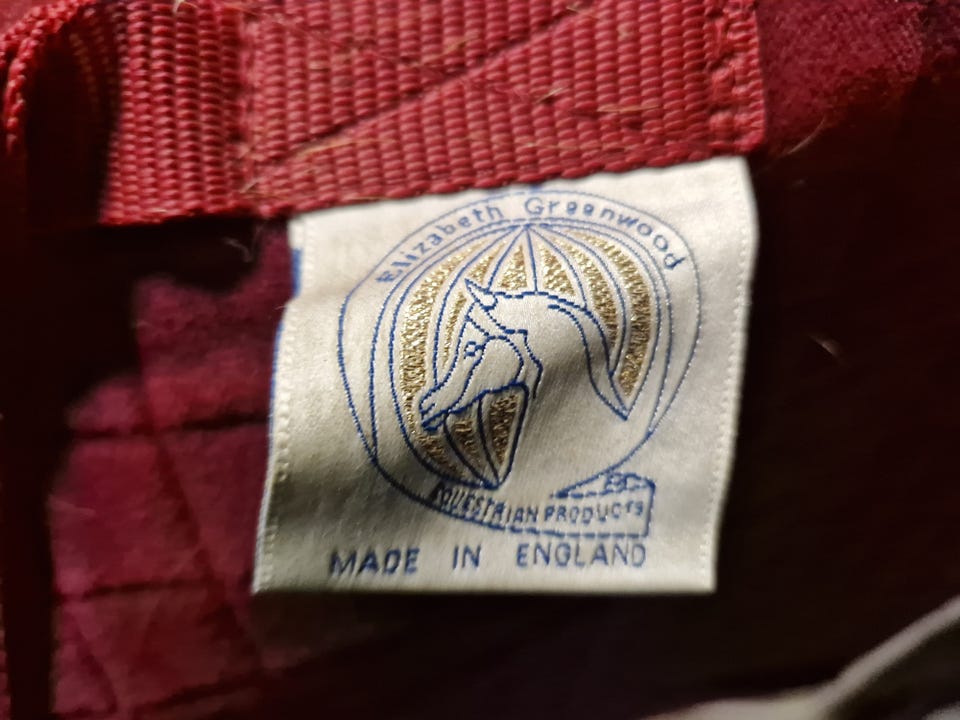 Elizabeth Greenwood
EQUESTRIAN PRODUCTS
MADE IN ENGLAND